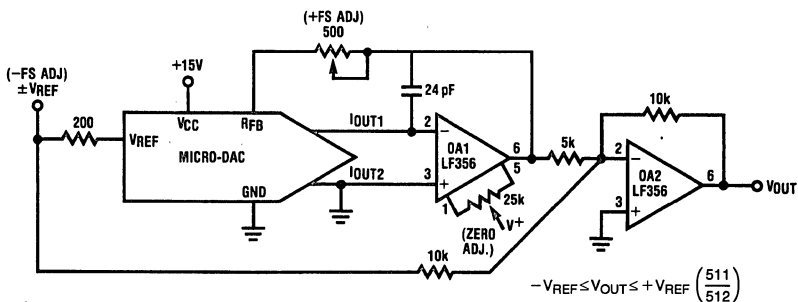 (+FS ADJ)
500
(−FS ADJ)
±VREF
+15V
200
VREF
VCC
RFB
MICRO-DAC
GND
IOUT1
IOUT2
24 pF
2
−
3
+
OA1
LF356
6
5
1
25k
V+
(ZERO
ADJ.)
5k
10k
2
−
3
+
OA2
LF356
6
VOUT
10k
−VREF≤VOUT≤+VREF (511/512)